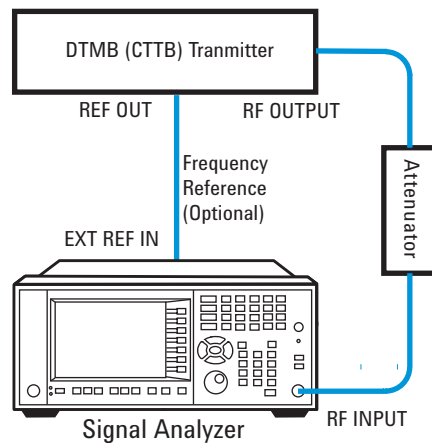 DTMB (CTTB) Tranmitter
REF OUT
RF OUTPUT
Frequency
Reference
(Optional)
Attenuator
EXT REF IN
RF INPUT
Signal Analyzer